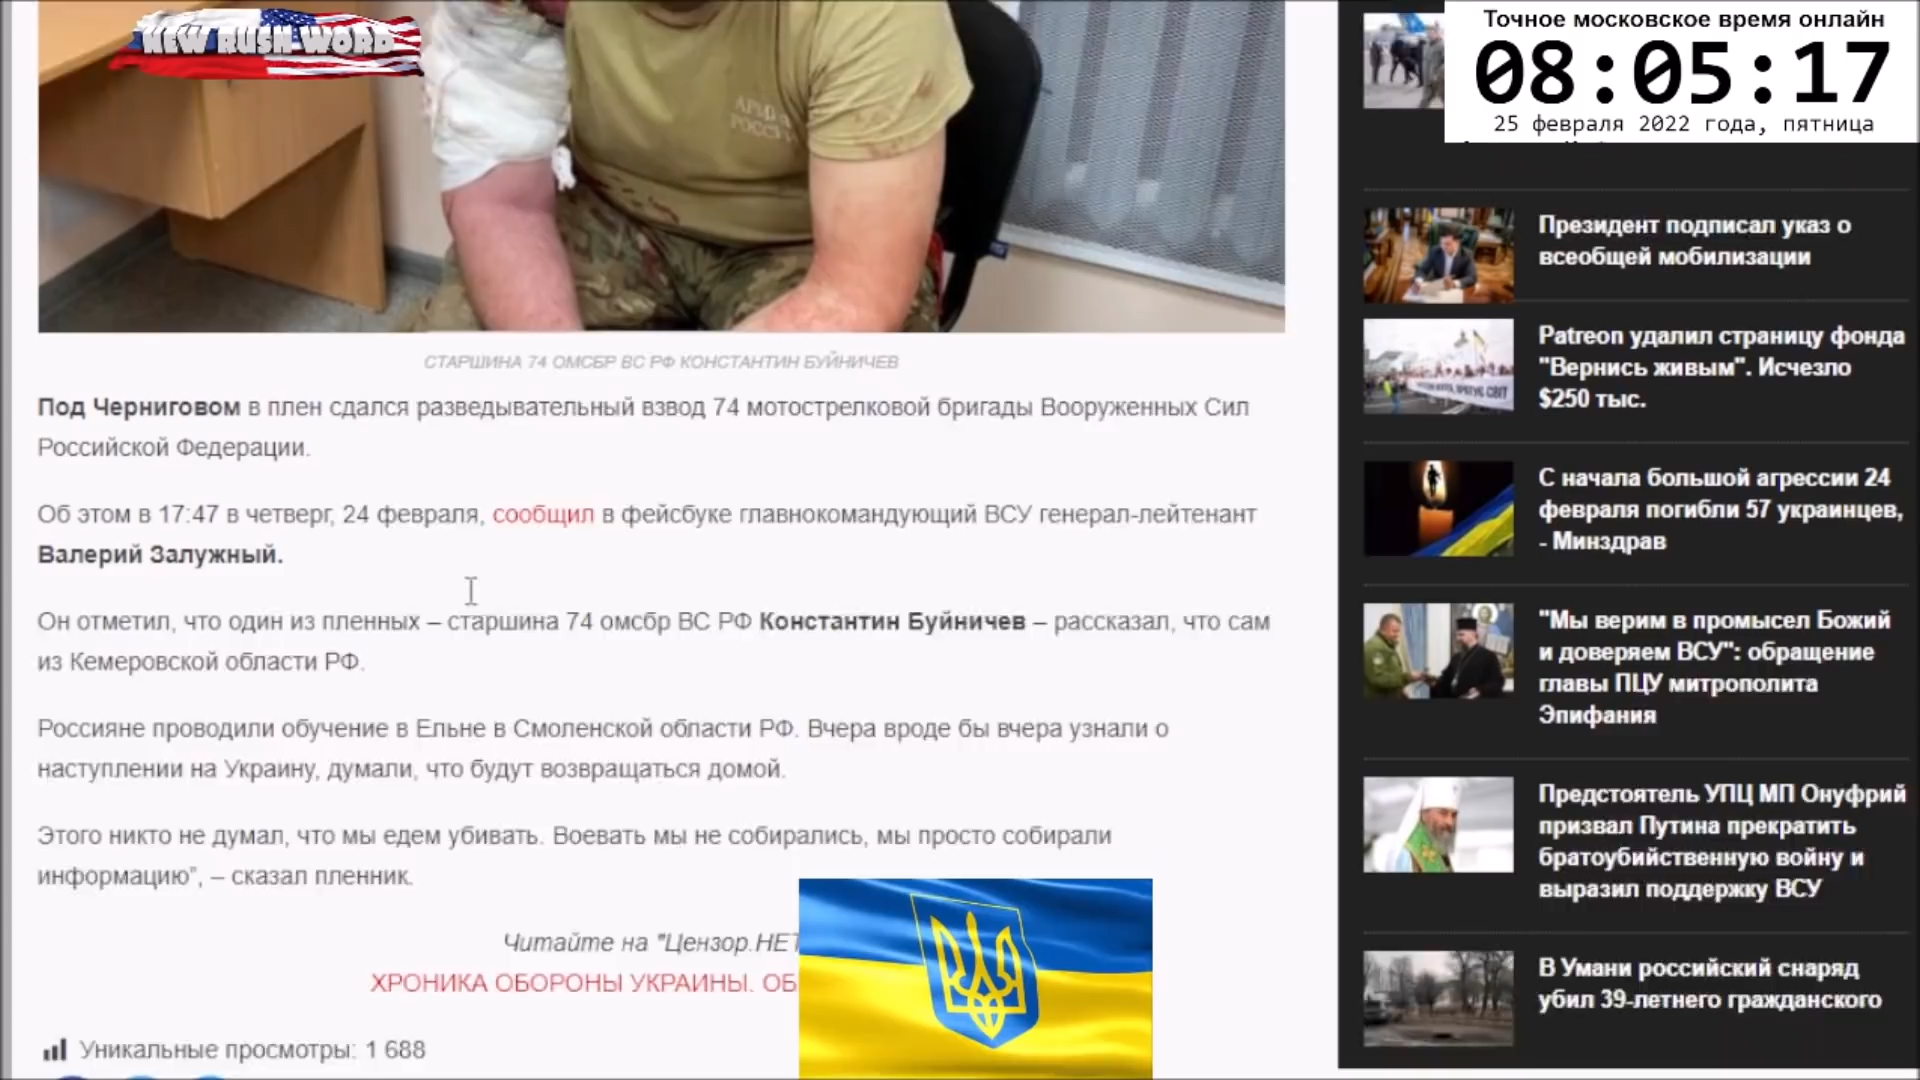 NEW RUSH WORD
АРМИЯ
РОССИИ
СТАРШИНА 74 ОМСБР ВС РФ КОНСТАНТИН БУЙНИЧЕВ
Под Черниговом в плен сдался разведывательный взвод 74 мотострелковой бригады Вооруженных Сил
Российской Федерации.
Об этом в 17:47 в четверг, 24 февраля, сообщил в фейсбуке главнокомандующий ВСУ генерал-лейтенант
Валерий Залужный.
Он отметил, что один из пленных – старшина 74 омсбр ВС РФ Константин Буйничев – рассказал, что сам
из Кемеровской области РФ.
Россияне проводили обучение в Ельне в Смоленской области РФ. Вчера вроде бы вчера узнали о
наступлении на Украину, думали, что будут возвращаться домой.
Этого никто не думал, что мы едем убивать. Воевать мы не собирались, мы просто собирали
информацию", – сказал пленник.
Читайте на "Цензор.НЕТ
ХРОНИКА ОБОРОНЫ УКРАИНЫ. ОБ
Уникальные просмотры: 1 688
Точное московское время онлайн
08:05:17
25 февраля 2022 года, пятница
Президент подписал указ о
всеобщей мобилизации
Patreon удалил страницу фонда
"Вернись живым". Исчезло
$250 тыс.
С начала большой агрессии 24
февраля погибли 57 украинцев,
- Минздрав
"Мы верим в промысел Божий
и доверяем ВСУ": обращение
главы ПЦУ митрополита
Эпифания
Предстоятель УПЦ МП Онуфрий
призвал Путина прекратить
братоубийственную войну и
выразил поддержку ВСУ
В Умани российский снаряд
убил 39-летнего гражданского